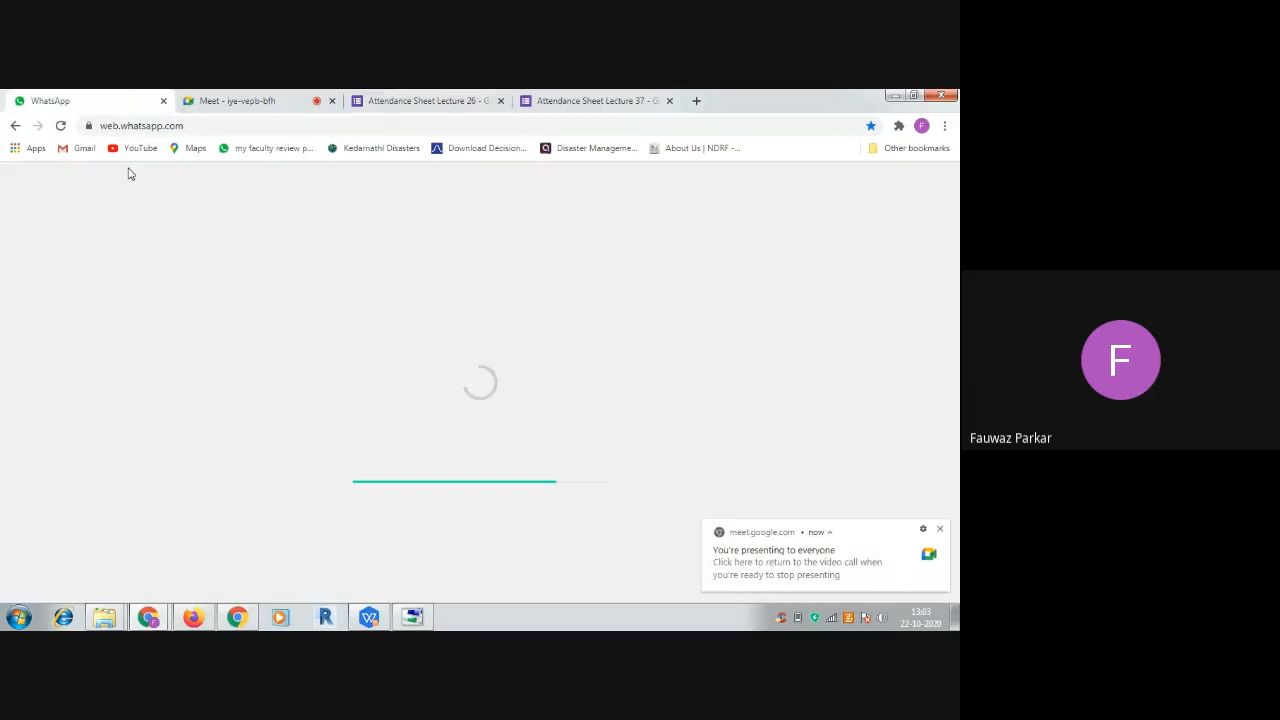 WhatsApp
Meet - iye-vepb-bfh
Attendance Sheet Lecture 26 - G
Attendance Sheet Lecture 37 - G
web.whatsapp.com
F
Apps
Gmail
YouTube
Maps
my faculty review p...
Kedarnathl Disasters
Download Decision...
Disaster Manageme...
About Us | NDRF -...
Other bookmarks
F
Fauwaz Parkar
meet.google.com • now
You're presenting to everyone
Click here to return to the video call when
you're ready to stop presenting
13:03
22-10-2020